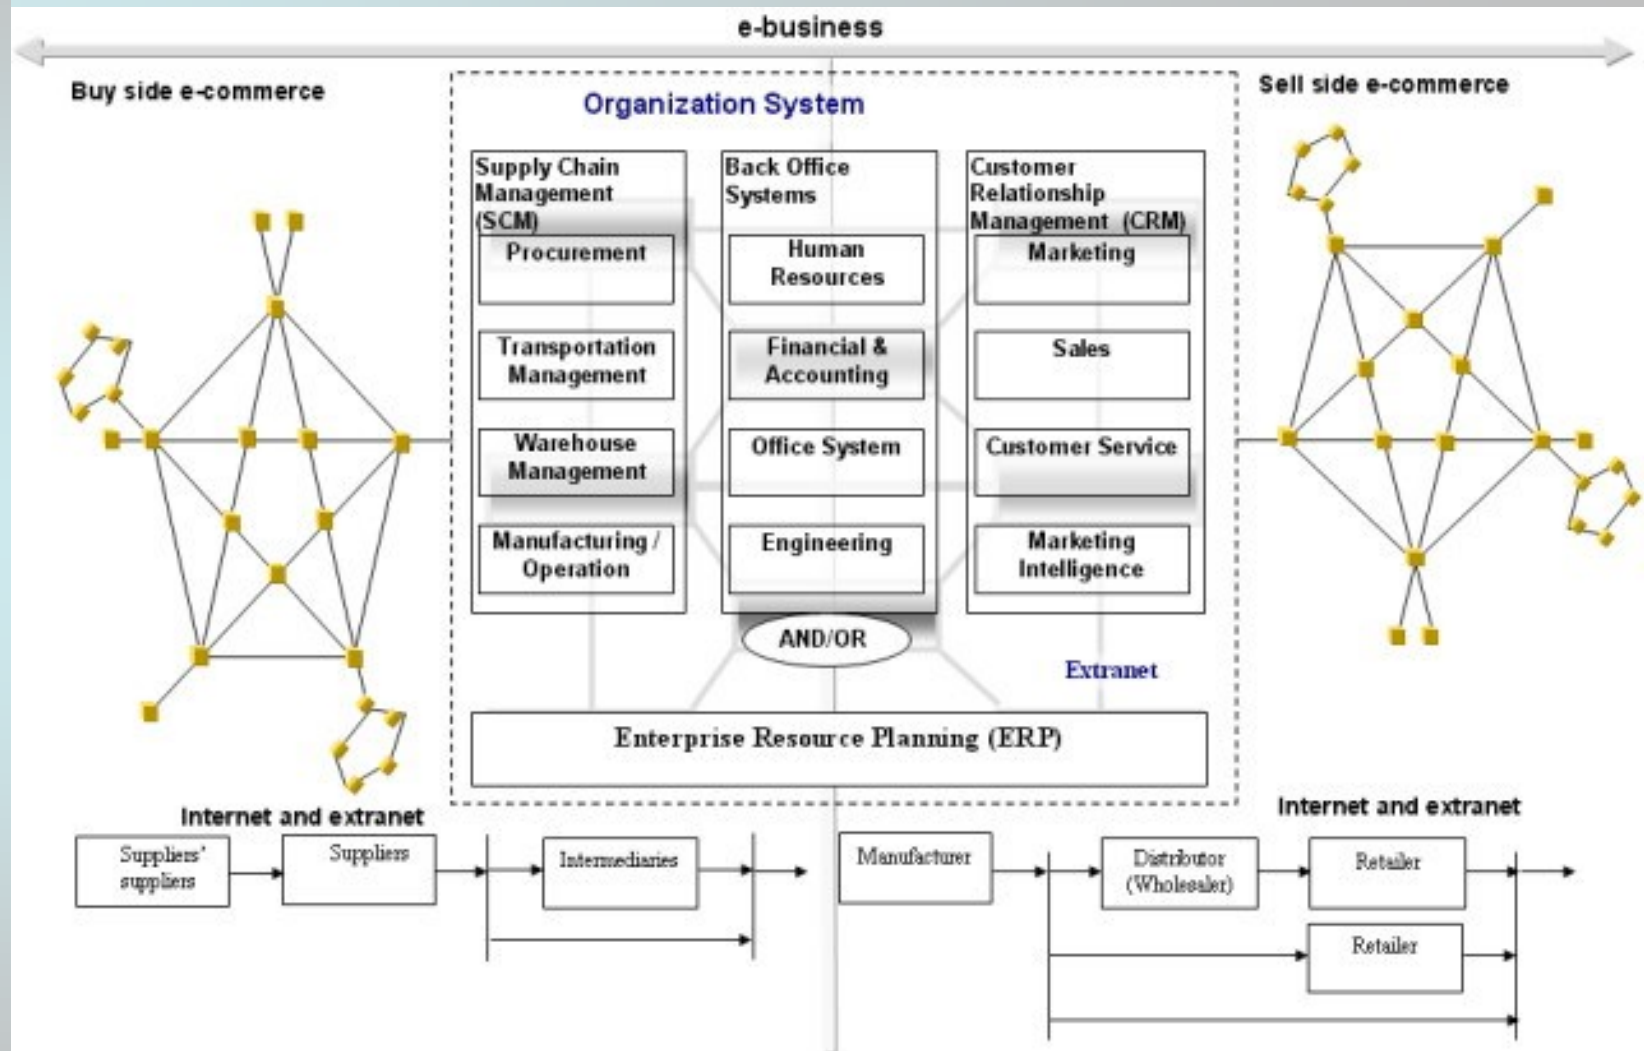 e-business
Buy side e-commerce
Sell side e-commerce
Organization System
Supply Chain
Management
(SCM)
Procurement
Transportation
Management
Warehouse
Management
Manufacturing /
Operation
Back Office
Systems
Human
Resources
Financial &
Accounting
Office System
Engineering
Customer
Relationship
Management (CRM)
Marketing
Sales
Customer Service
Marketing
Intelligence
AND/OR
Extranet
Enterprise Resource Planning (ERP)
Internet and extranet
Internet and extranet
Suppliers'
suppliers
Suppliers
Intermediaries
Manufacturer
Distributor
(Wholesaler)
Retailer
Retailer